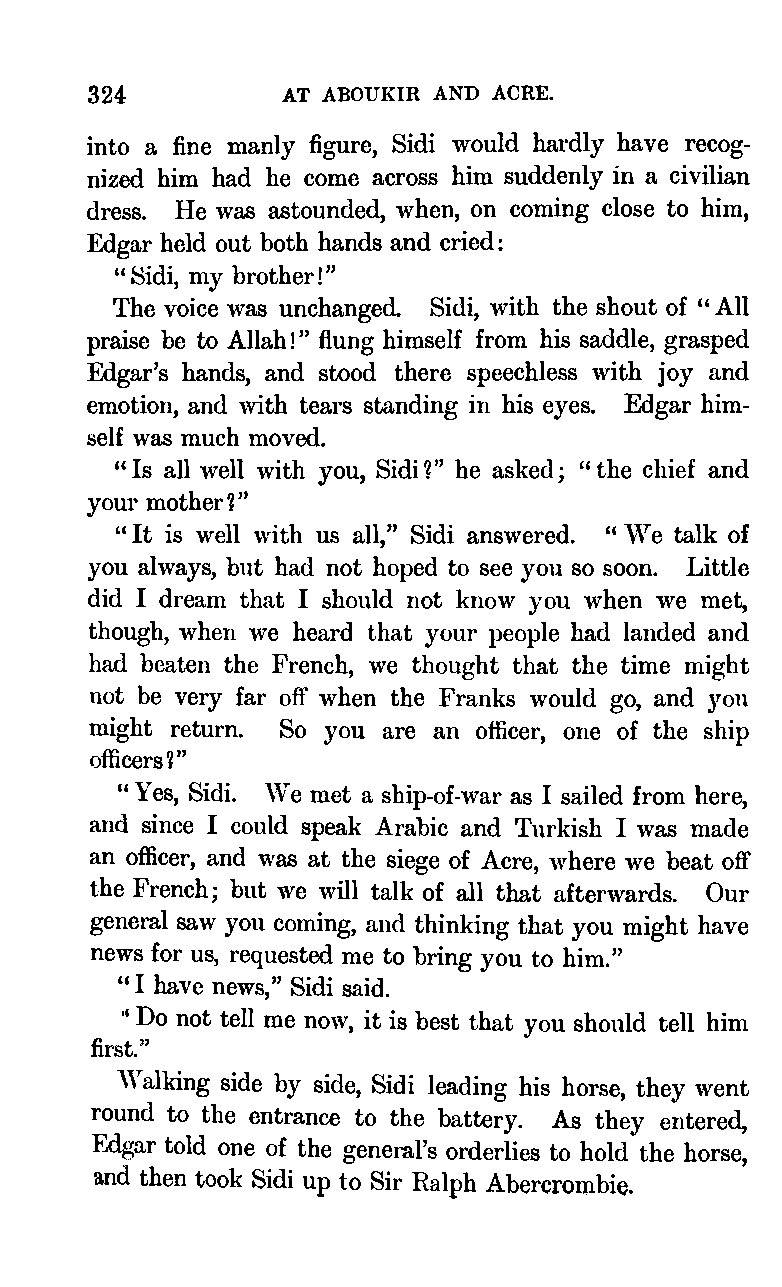 324 AT ABOUKIR AND ACRE.
into a fine manly figure, Sidi would hardly have recog-
nized him had he come across him suddenly in a civilian
dress. He was astounded, when, on coming close to him,
Edgar held out both hands and cried:
"Sidi, my brother!"
The voice was unchanged. Sidi, with the shout of "All
praise be to Allah!" flung himself from his saddle, grasped
Edgar's hands, and stood there speechless with joy and
emotion, and with tears standing in his eyes. Edgar him-
self was much moved.
"Is all well with you, Sidi?" he asked; "the chief and
your mother?"
"It is well with us all," Sidi answered. "We talk of
you always, but had not hoped to see you so soon. Little
did I dream that I should not know you when we met,
though, when we heard that your people had landed and
had beaten the French, we thought that the time might
not be very far off when the Franks would go, and you
might return. So you are an officer, one of the ship
officers?"
"Yes, Sidi. We met a ship-of-war as I sailed from here,
and since I could speak Arabic and Turkish I was made
an officer, and was at the siege of Acre, where we beat off
the French; but we will talk of all that afterwards. Our
general saw you coming, and thinking that you might have
news for us, requested me to bring you to him."
"I have news," Sidi said.
"Do not tell me now, it is best that you should tell him
first."
Walking side by side, Sidi leading his horse, they went
round to the entrance to the battery. As they entered,
Edgar told one of the general's orderlies to hold the horse,
and then took Sidi up to Sir Ralph Abercrombie.